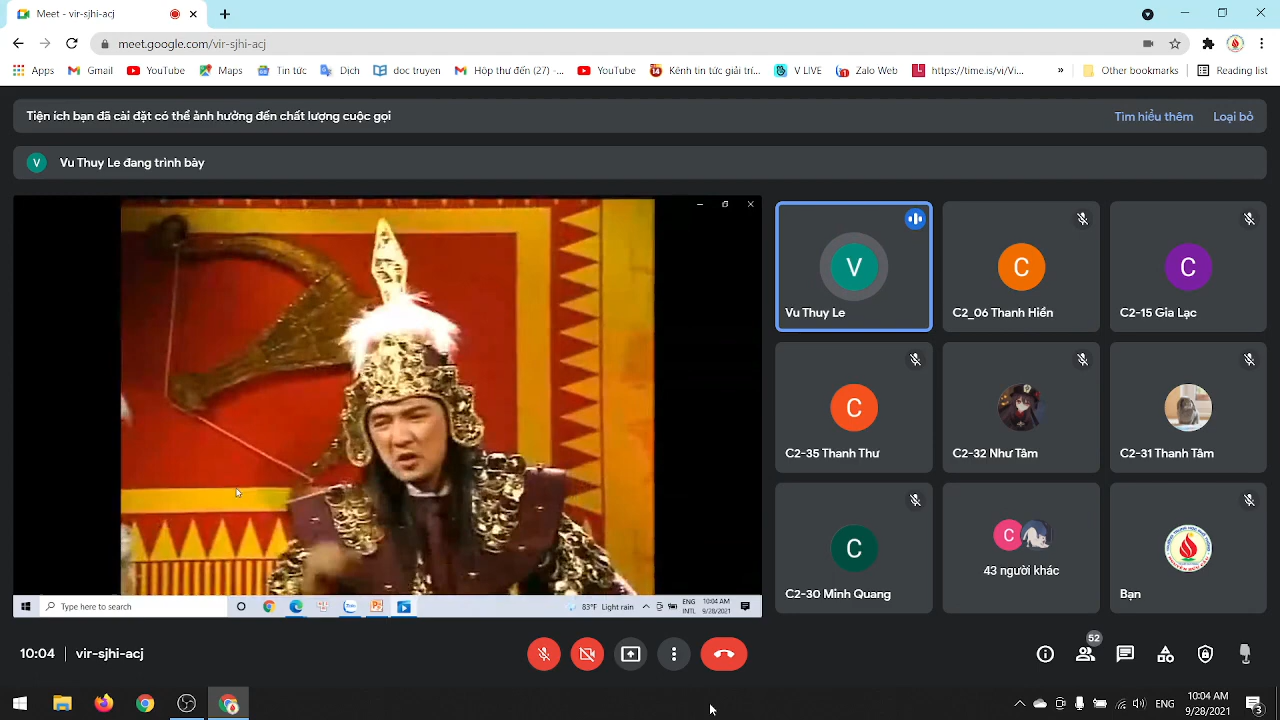 Meet - vir-sjhi-acj
meet.google.com/vir-sjhi-acj
Apps Gmail YouTube Maps Tin tức Dịch doc truyen Hộp thư đến (27) -... YouTube Kênh tin tức giải trí... V LIVE Zalo Web https://time.is/vi/Vi... » Other bookmarks Reading list
Tiện ích bạn đã cài đặt có thể ảnh hưởng đến chất lượng cuộc gọi Tìm hiểu thêm Loại bỏ
V Vu Thuy Le đang trình bày
V
Vu Thuy Le
C
C2_06 Thanh Hiền
C
C2-15 Gia Lạc
C
C2-35 Thanh Thư
C2-32 Như Tâm
C2-31 Thanh Tâm
C
C2-30 Minh Quang
C
43 người khác
Bạn
Type here to search
83°F Light rain
ENG
INTL
10:04 AM
9/28/2021
10:04 | vir-sjhi-acj
52
ENG
10:04 AM
9/28/2021
3